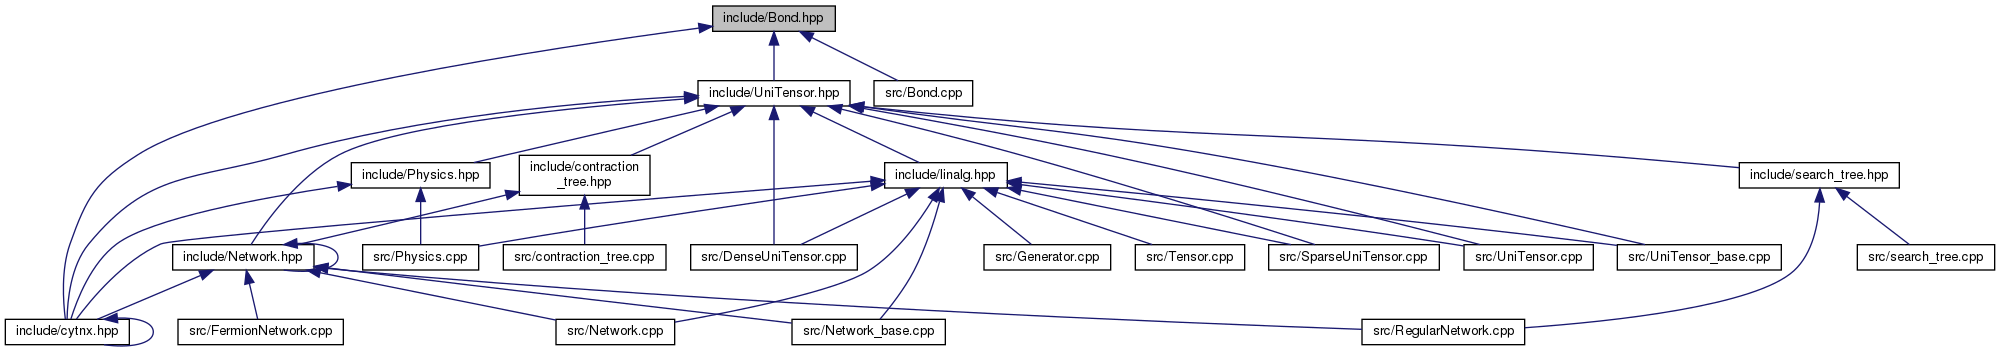 include/Bond.hpp
include/UniTensor.hpp
src/Bond.cpp
include/Physics.hpp
include/contraction
_tree.hpp
include/linalg.hpp
include/search_tree.hpp
include/Network.hpp
src/Physics.cpp
src/contraction_tree.cpp
src/DenseUniTensor.cpp
src/Generator.cpp
src/Tensor.cpp
src/SparseUniTensor.cpp
src/UniTensor.cpp
src/UniTensor_base.cpp
src/search_tree.cpp
include/cytnx.hpp
src/FermionNetwork.cpp
src/Network.cpp
src/Network_base.cpp
src/RegularNetwork.cpp